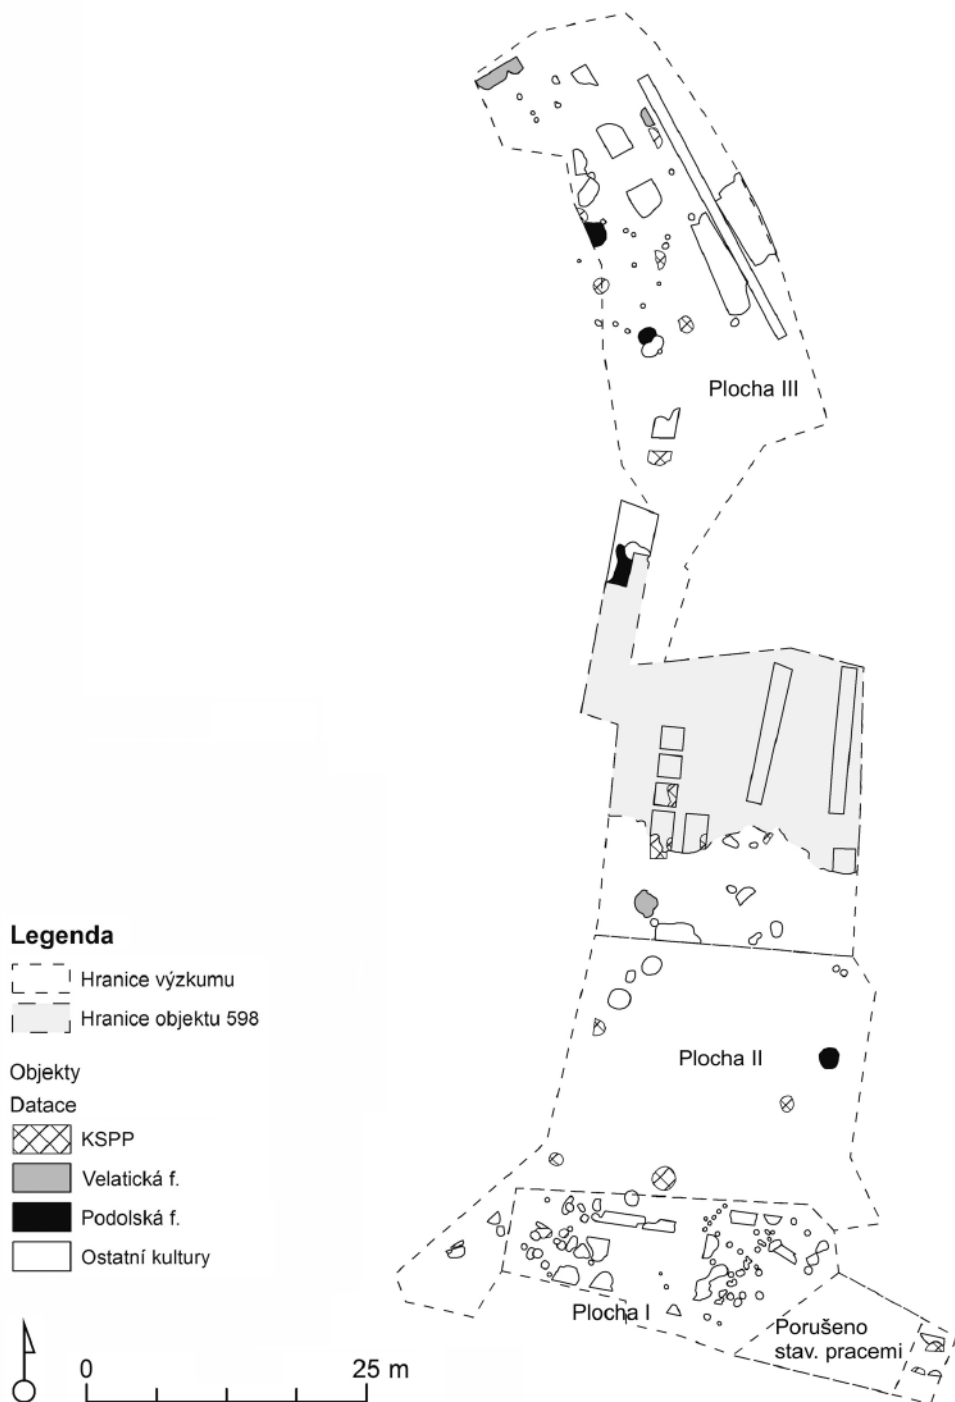 Plocha III
Legenda
Hranice výzkumu
Hranice objektu 598
Objekty
Datace
KSPP
Velatická f.
Podolská f.
Ostatní kultury
Plocha II
Plocha I
Porušeno
stav. pracemi
0 25 m